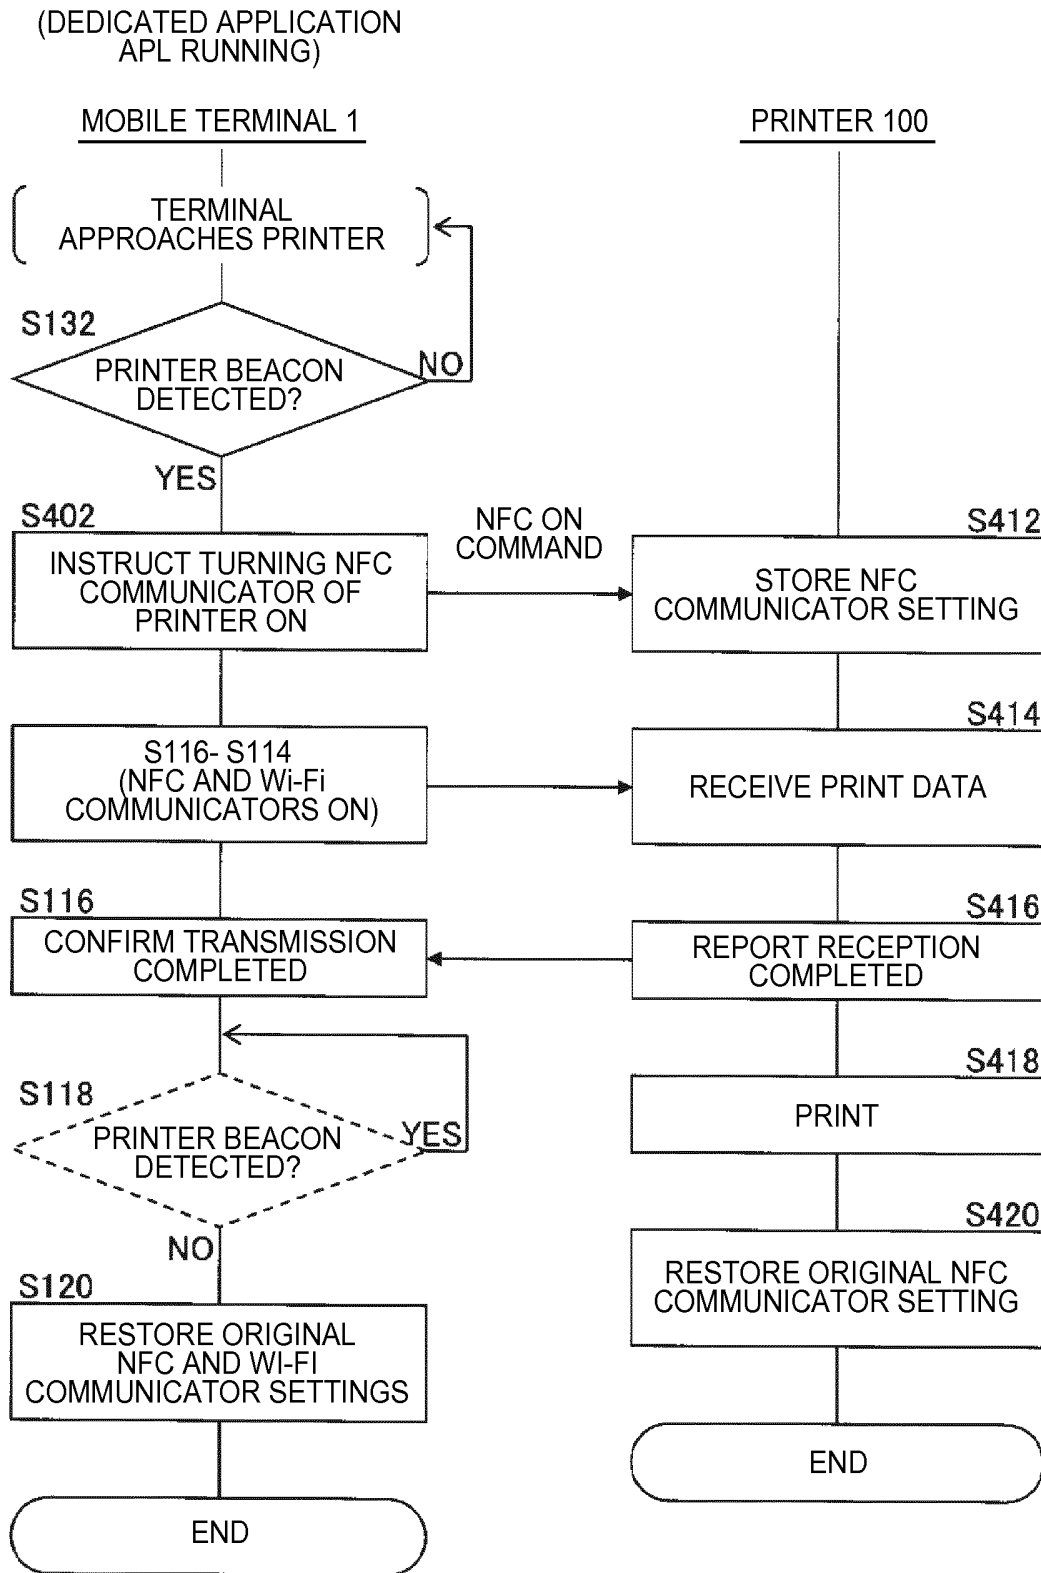 (DEDICATED APPLICATION
APL RUNNING)
MOBILE TERMINAL 1
PRINTER 100
TERMINAL
APPROACHES PRINTER
S132
PRINTER BEACON
DETECTED?
NO
YES
S402
INSTRUCT TURNING NFC
COMMUNICATOR OF
PRINTER ON
NFC ON
COMMAND
S412
STORE NFC
COMMUNICATOR SETTING
S116- S114
(NFC AND Wi-Fi
COMMUNICATORS ON)
S414
RECEIVE PRINT DATA
S116
CONFIRM TRANSMISSION
COMPLETED
S416
REPORT RECEPTION
COMPLETED
S118
PRINTER BEACON
DETECTED?
YES
NO
S418
PRINT
S120
RESTORE ORIGINAL
NFC AND WI-FI
COMMUNICATOR SETTINGS
S420
RESTORE ORIGINAL NFC
COMMUNICATOR SETTING
END
END